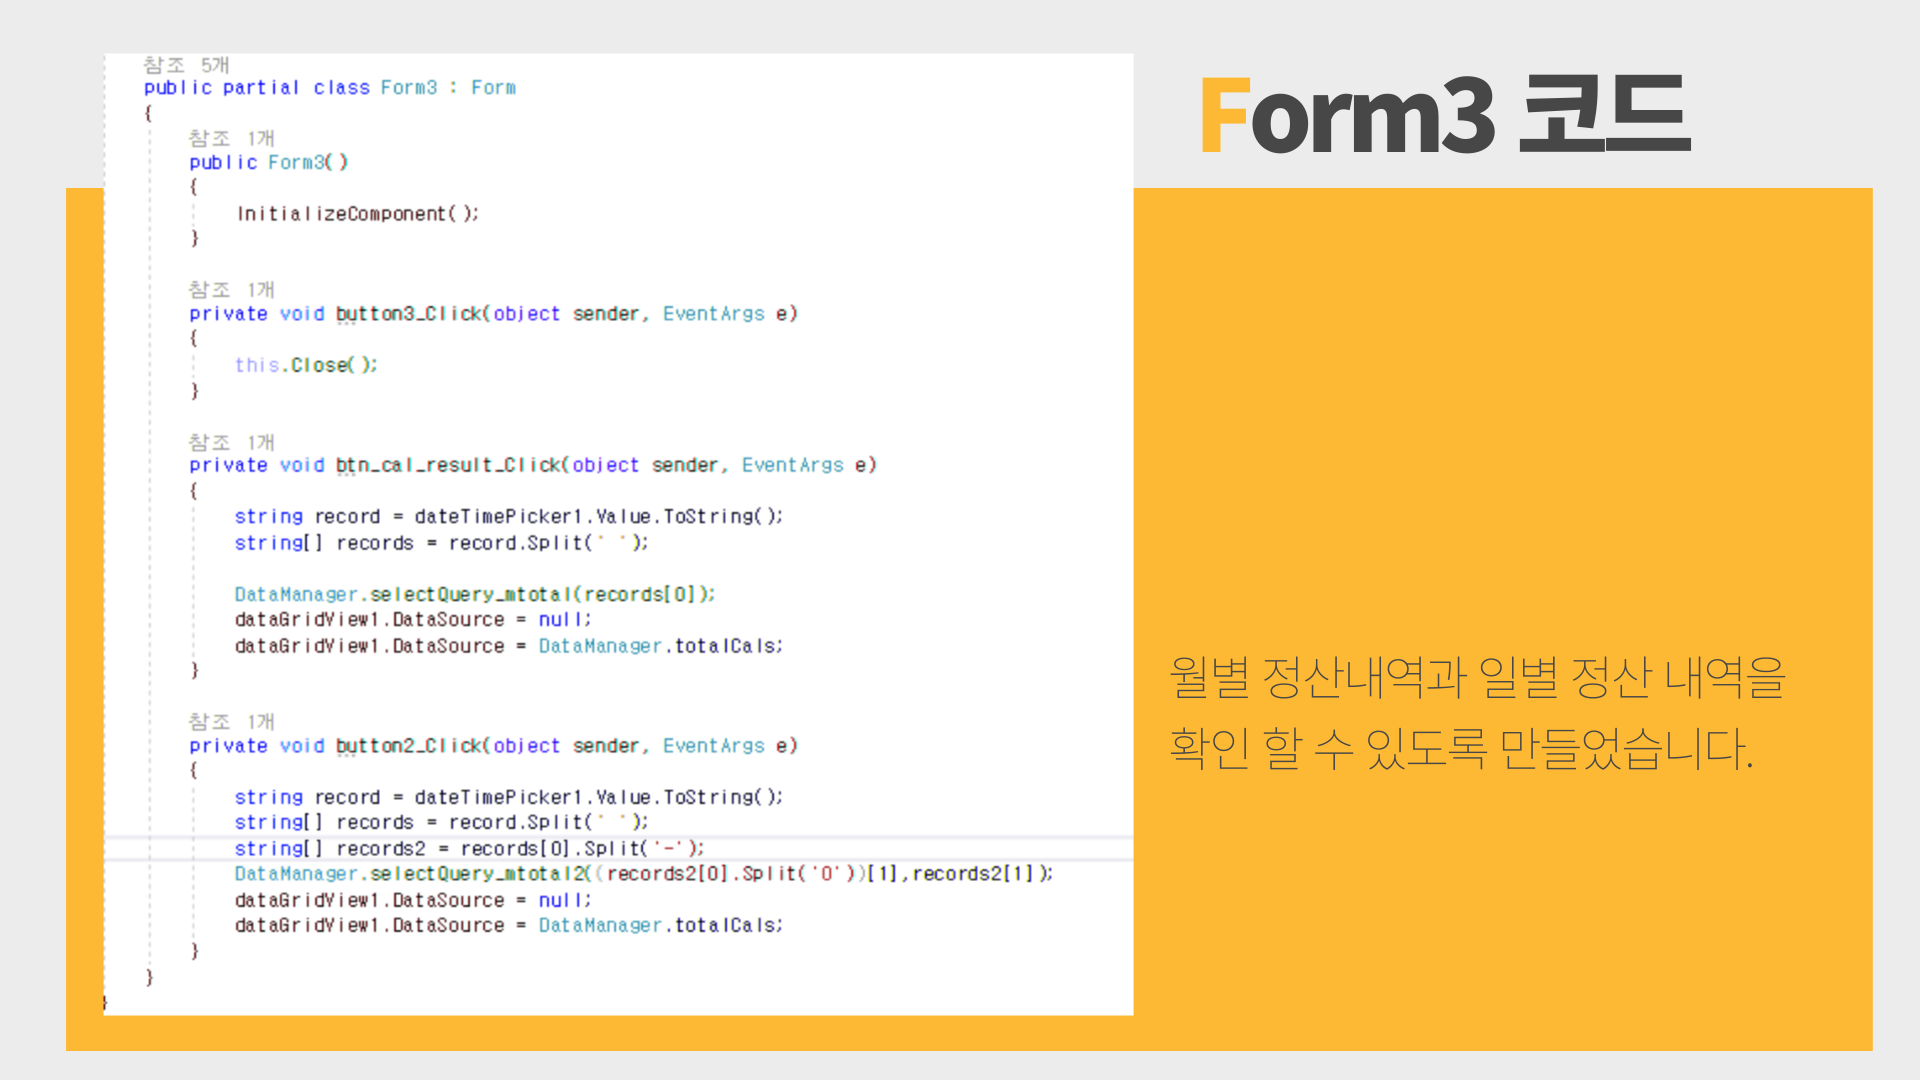 Form3 코드
참조 5개
public partial class Form3 : Form
{
참조 1개
public Form3()
{
InitializeComponent();
}
참조 1개
private void button3_Click(object sender, EventArgs e)
{
this.Close();
}
참조 1개
private void btn_cal_result_Click(object sender, EventArgs e)
{
string record = dateTimePicker1.Value.ToString();
string[] records = record.Split(' ');
DataManager.selectQuery_mtotal(records[0]);
dataGridView1.DataSource = null;
dataGridView1.DataSource = DataManager.totalCals;
}
참조 1개
private void button2_Click(object sender, EventArgs e)
{
string record = dateTimePicker1.Value.ToString();
string[] records = record.Split(' ');
string[] records2 = records[0].Split('-');
DataManager.selectQuery_mtotal2((records2[0].Split('0'))[1],records2[1]);
dataGridView1.DataSource = null;
dataGridView1.DataSource = DataManager.totalCals;
}
}
}
월별 정산내역과 일별 정산 내역을
확인 할 수 있도록 만들었습니다.